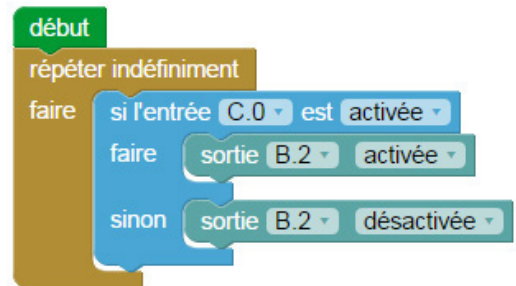 début
répéter indéfiniment
faire si l'entrée C.0 est activée
faire sortie B.2 activée
sinon sortie B.2 désactivée